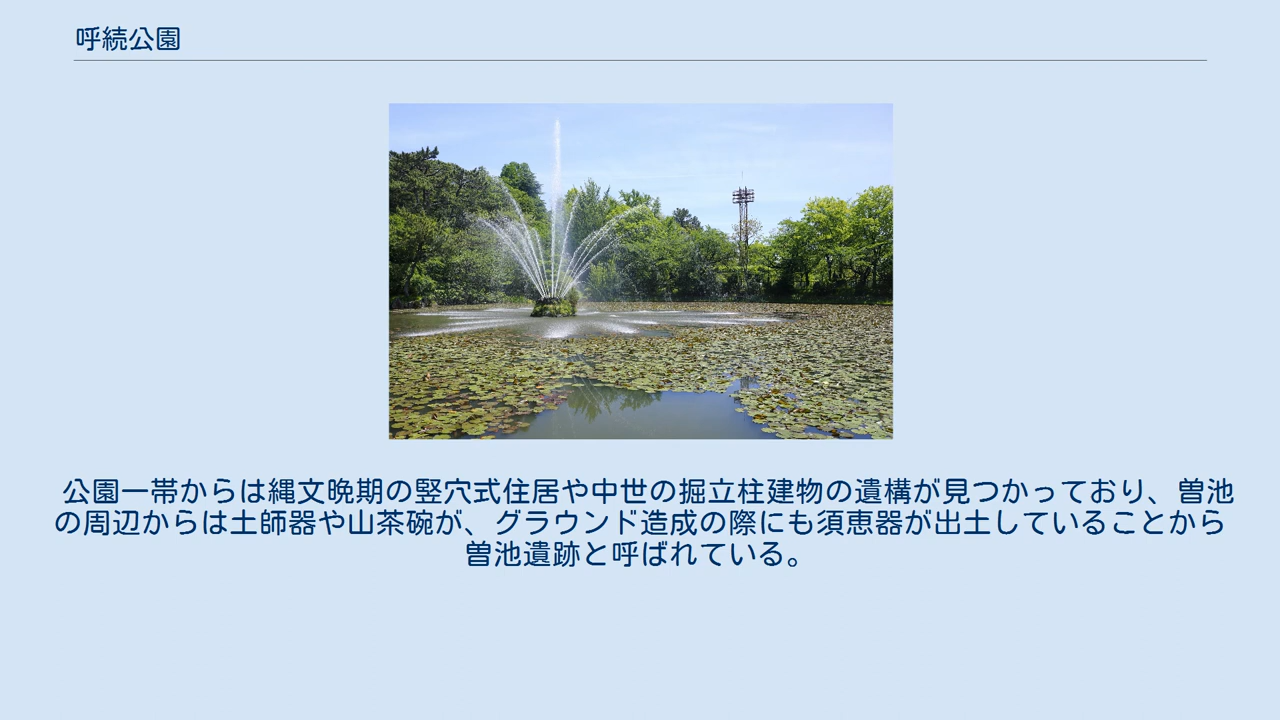 呼続公園
公園一帯からは縄文晩期の竪穴式住居や中世の掘立柱建物の遺構が見つかっており、曽池
の周辺からは土師器や山茶碗が、グラウンド造成の際にも須恵器が出土していることから
曽池遺跡と呼ばれている。